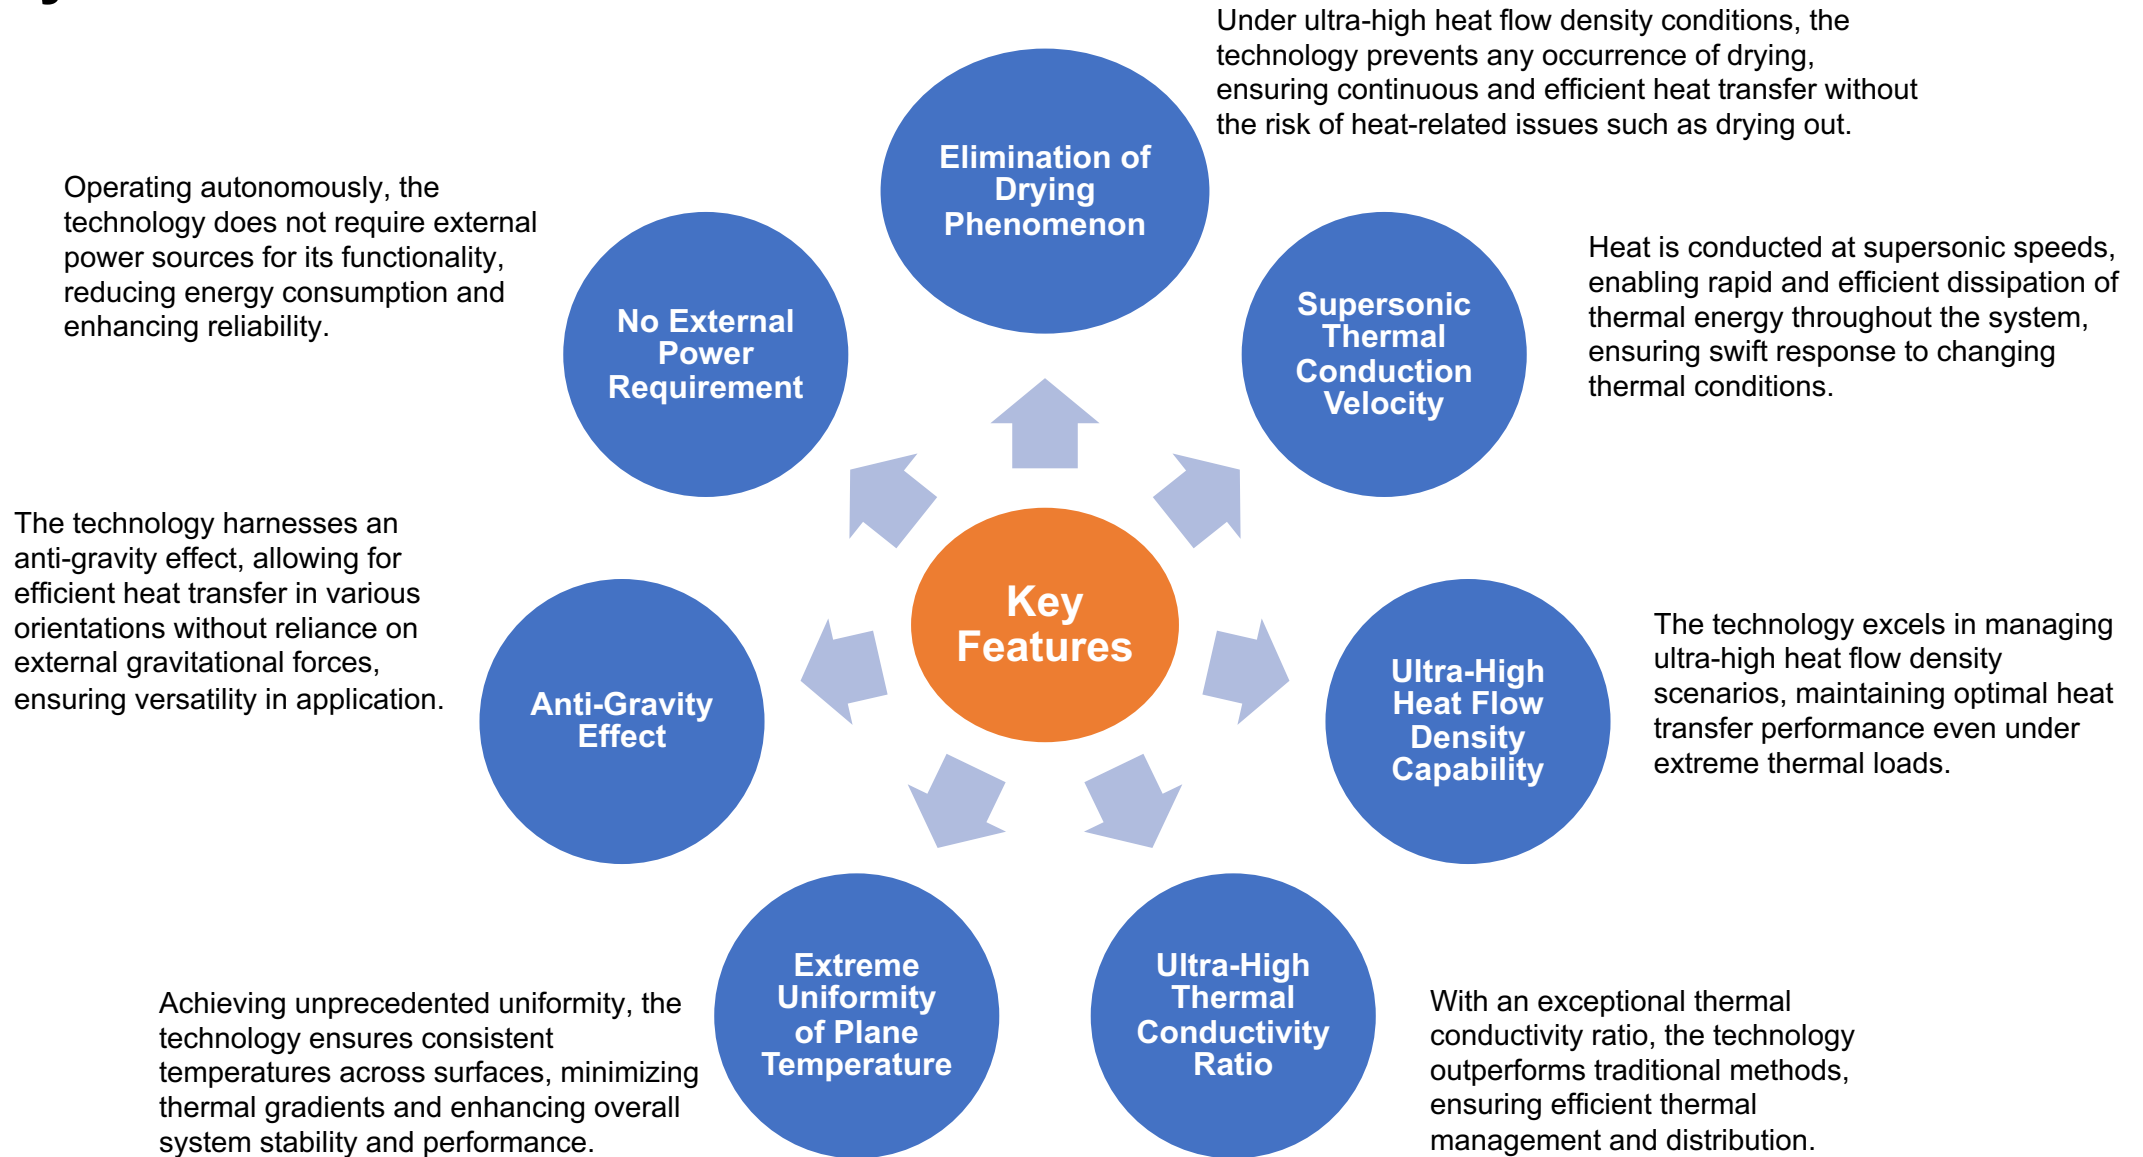 Under ultra-high heat flow density conditions, the
technology prevents any occurrence of drying,
ensuring continuous and efficient heat transfer without
the risk of heat-related issues such as drying out.
Elimination of
Drying
Phenomenon
Operating autonomously, the
technology does not require external
power sources for its functionality,
reducing energy consumption and
enhancing reliability.
No External
Power
Requirement
Supersonic
Thermal
Conduction
Velocity
Heat is conducted at supersonic speeds,
enabling rapid and efficient dissipation of
thermal energy throughout the system,
ensuring swift response to changing
thermal conditions.
The technology harnesses an
anti-gravity effect, allowing for
efficient heat transfer in various
orientations without reliance on
external gravitational forces,
ensuring versatility in application.
Anti-Gravity
Effect
Key
Features
Ultra-High
Heat Flow
Density
Capability
The technology excels in managing
ultra-high heat flow density
scenarios, maintaining optimal heat
transfer performance even under
extreme thermal loads.
Achieving unprecedented uniformity, the
technology ensures consistent
temperatures across surfaces, minimizing
thermal gradients and enhancing overall
system stability and performance.
Extreme
Uniformity
of Plane
Temperature
Ultra-High
Thermal
Conductivity
Ratio
With an exceptional thermal
conductivity ratio, the technology
outperforms traditional methods,
ensuring efficient thermal
management and distribution.